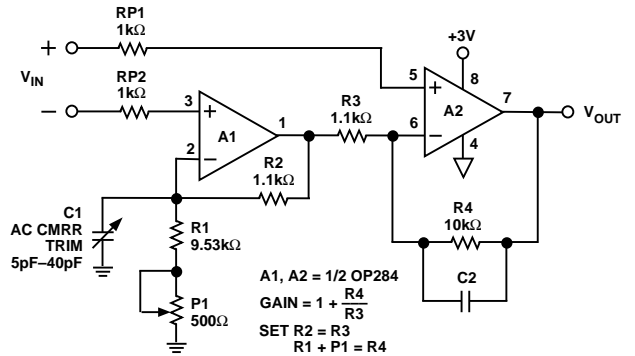 RP1
1kΩ
+
VIN
RP2
1kΩ
–
3
+
A1
1
2
–
R2
1.1kΩ
R3
1.1kΩ
+3V
5
+
8
A2
7
VOUT
6
–
4
C1
AC CMRR
TRIM
5pF–40pF
R1
9.53kΩ
P1
500Ω
R4
10kΩ
C2
A1, A2 = 1/2 OP284
GAIN = 1 + R4
R3
SET R2 = R3
R1 + P1 = R4